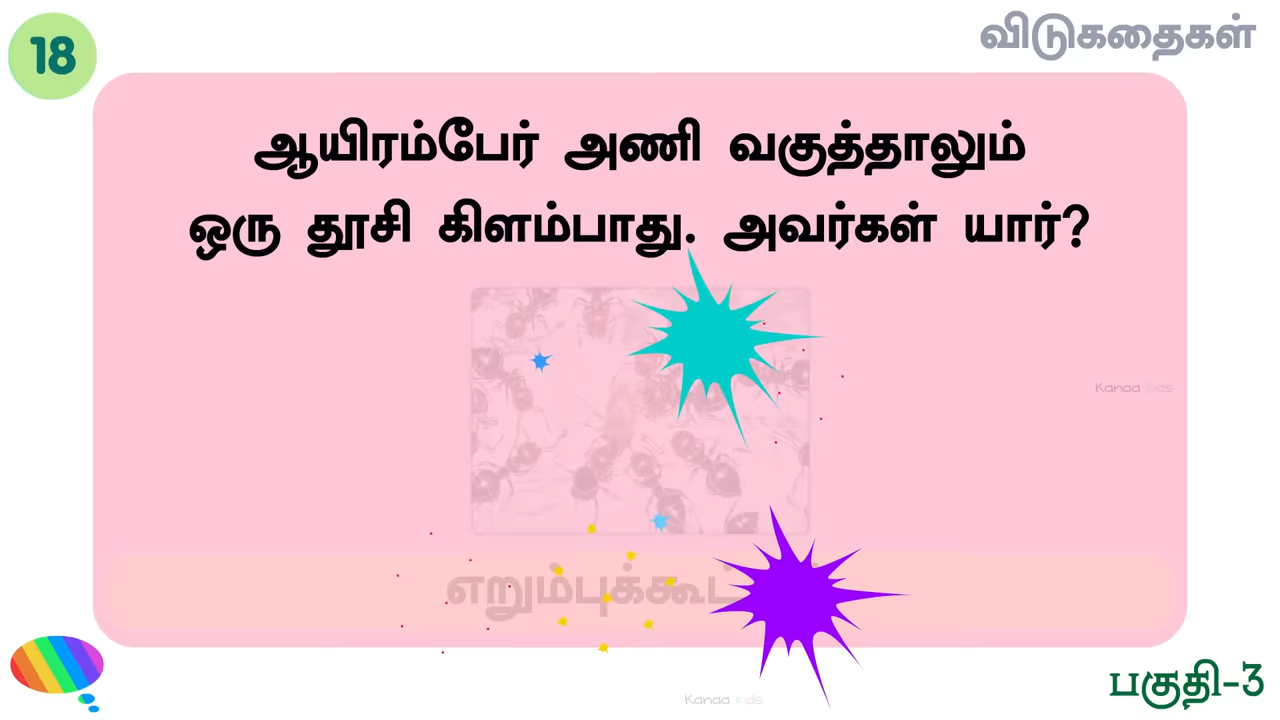 18
விடுகதைகள்
ஆயிரம்பேர் அணி வகுத்தாலும்
ஒரு தூசி கிளம்பாது. அவர்கள் யார்?
Kanaa Kids
பகுதி-3
Kanaa Kids